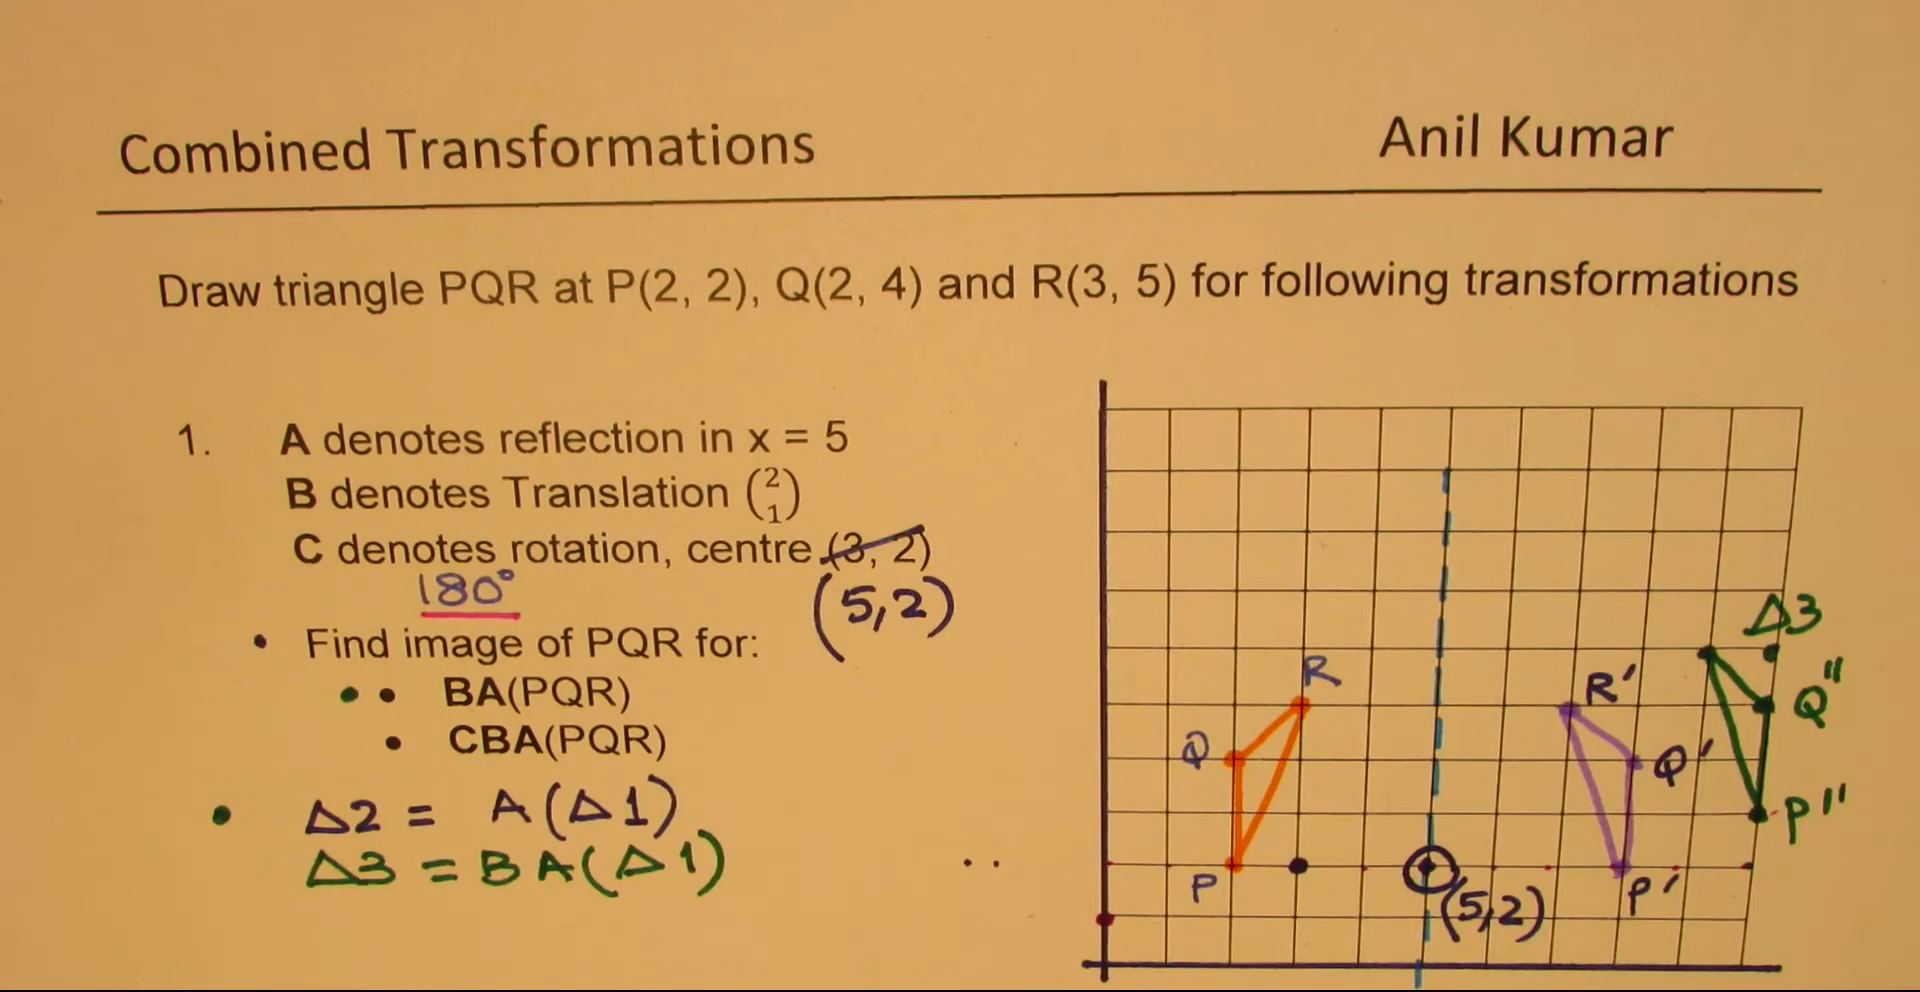 Combined Transformations
Anil Kumar
Draw triangle PQR at P(2, 2), Q(2, 4) and R(3, 5) for following transformations
1. A denotes reflection in x = 5
B denotes Translation (2 1)
C denotes rotation, centre (3, 2)
180°
(5,2)
• Find image of PQR for:
• • BA(PQR)
• CBA(PQR)
• Δ2 = A(Δ1)
Δ3 = BA(Δ1)
Δ3
R
R'
Q''
Q
Q'
P''
P
P'
(5,2)